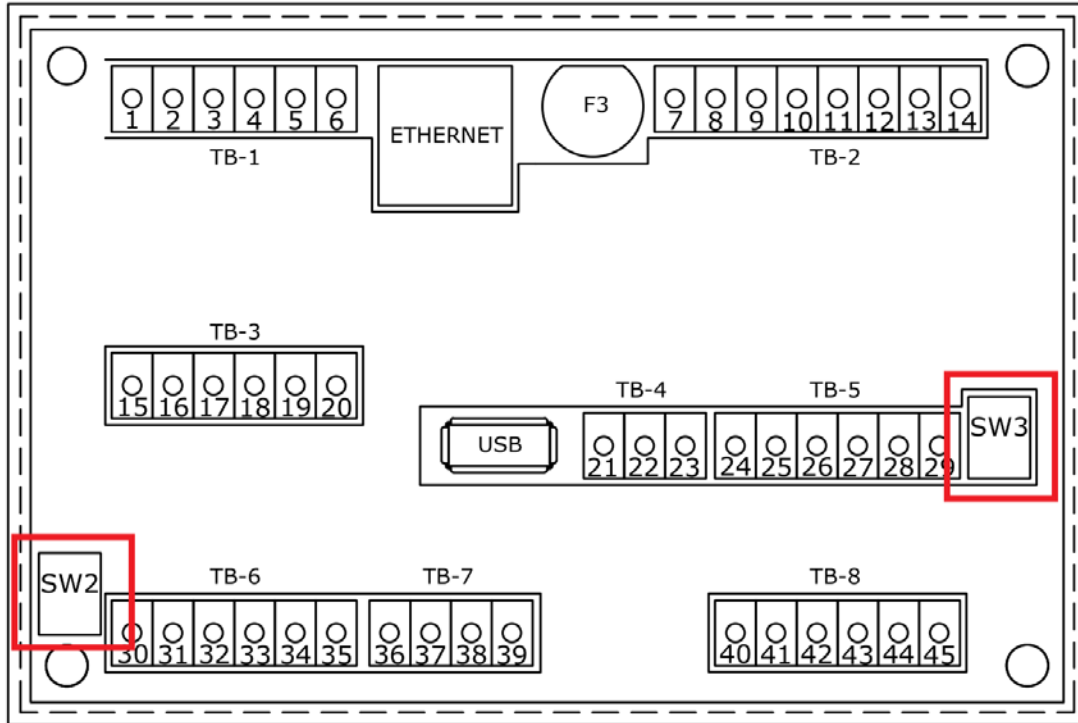 1 2 3 4 5 6
ETHERNET
F3
7 8 9 10 11 12 13 14
TB-1
TB-2
TB-3
15 16 17 18 19 20
TB-4
TB-5
USB
21 22 23
24 25 26 27 28 29
SW3
SW2
TB-6
TB-7
TB-8
30 31 32 33 34 35
36 37 38 39
40 41 42 43 44 45